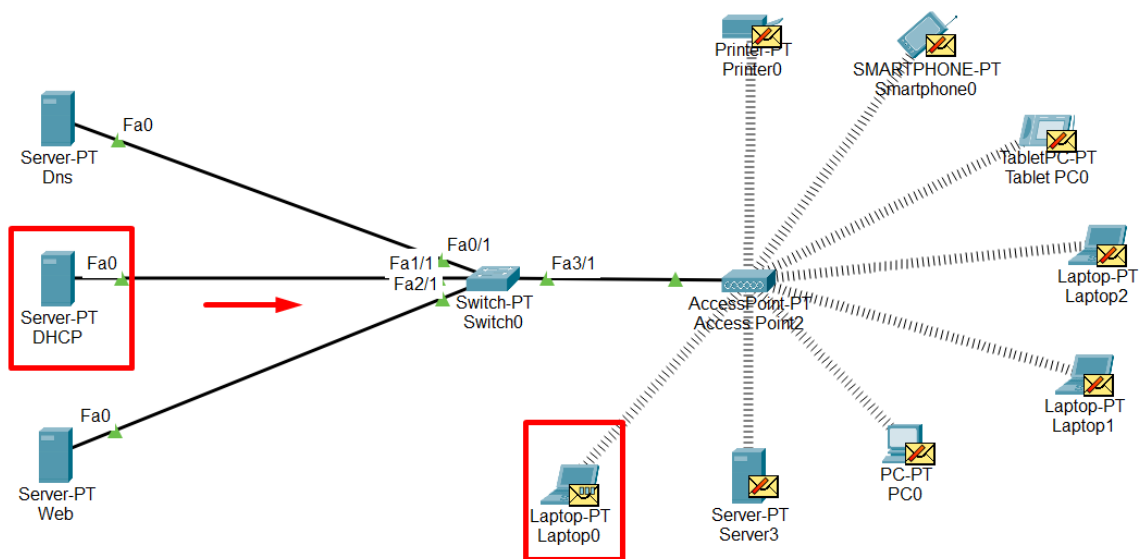 Printer-PT
Printer0
SMARTPHONE-PT
Smartphone0
Fa0
Server-PT
Dns
TabletPC-PT
Tablet PC0
Fa0/1
Fa0
Fa1/1
Fa3/1
Fa2/1
Server-PT
DHCP
Switch-PT
Switch0
AccessPoint-PT
Access Point2
Laptop-PT
Laptop2
Fa0
Server-PT
Web
Laptop-PT
Laptop1
Laptop-PT
Laptop0
Server-PT
Server3
PC-PT
PC0